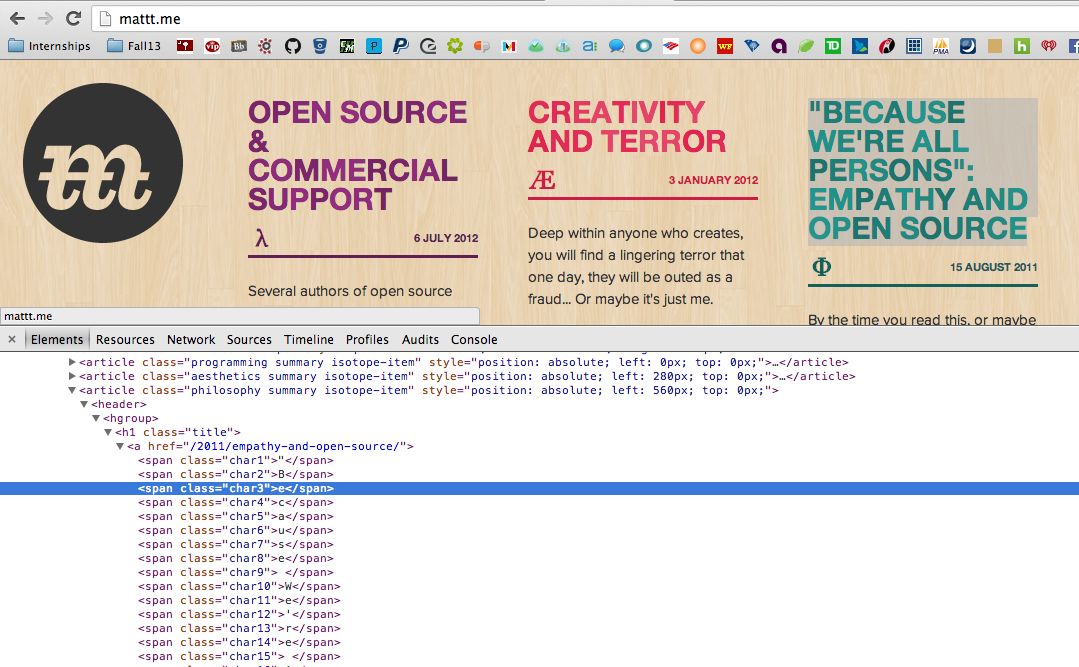 mattt.me
Internships
Fall13
OPEN SOURCE
&
COMMERCIAL
SUPPORT
λ
6 JULY 2012
Several authors of open source
CREATIVITY
AND TERROR
Æ
3 JANUARY 2012
Deep within anyone who creates,
you will find a lingering terror that
one day, they will be outed as a
fraud... Or maybe it's just me.
"BECAUSE
WE'RE ALL
PERSONS":
EMPATHY AND
OPEN SOURCE
Φ
15 AUGUST 2011
By the time you read this, or maybe
mattt.me
× Elements Resources Network Sources Timeline Profiles Audits Console
▶<article class="programming summary isotope-item" style="position: absolute; left: 0px; top: 0px;">…</article>
▶<article class="aesthetics summary isotope-item" style="position: absolute; left: 280px; top: 0px;">…</article>
▼<article class="philosophy summary isotope-item" style="position: absolute; left: 560px; top: 0px;">
▼<header>
▼<hgroup>
▼<h1 class="title">
▼<a href="/2011/empathy-and-open-source/">
<span class="char1">"</span>
<span class="char2">B</span>
<span class="char3">e</span>
<span class="char4">c</span>
<span class="char5">a</span>
<span class="char6">u</span>
<span class="char7">s</span>
<span class="char8">e</span>
<span class="char9"> </span>
<span class="char10">W</span>
<span class="char11">e</span>
<span class="char12">'</span>
<span class="char13">r</span>
<span class="char14">e</span>
<span class="char15"> </span>